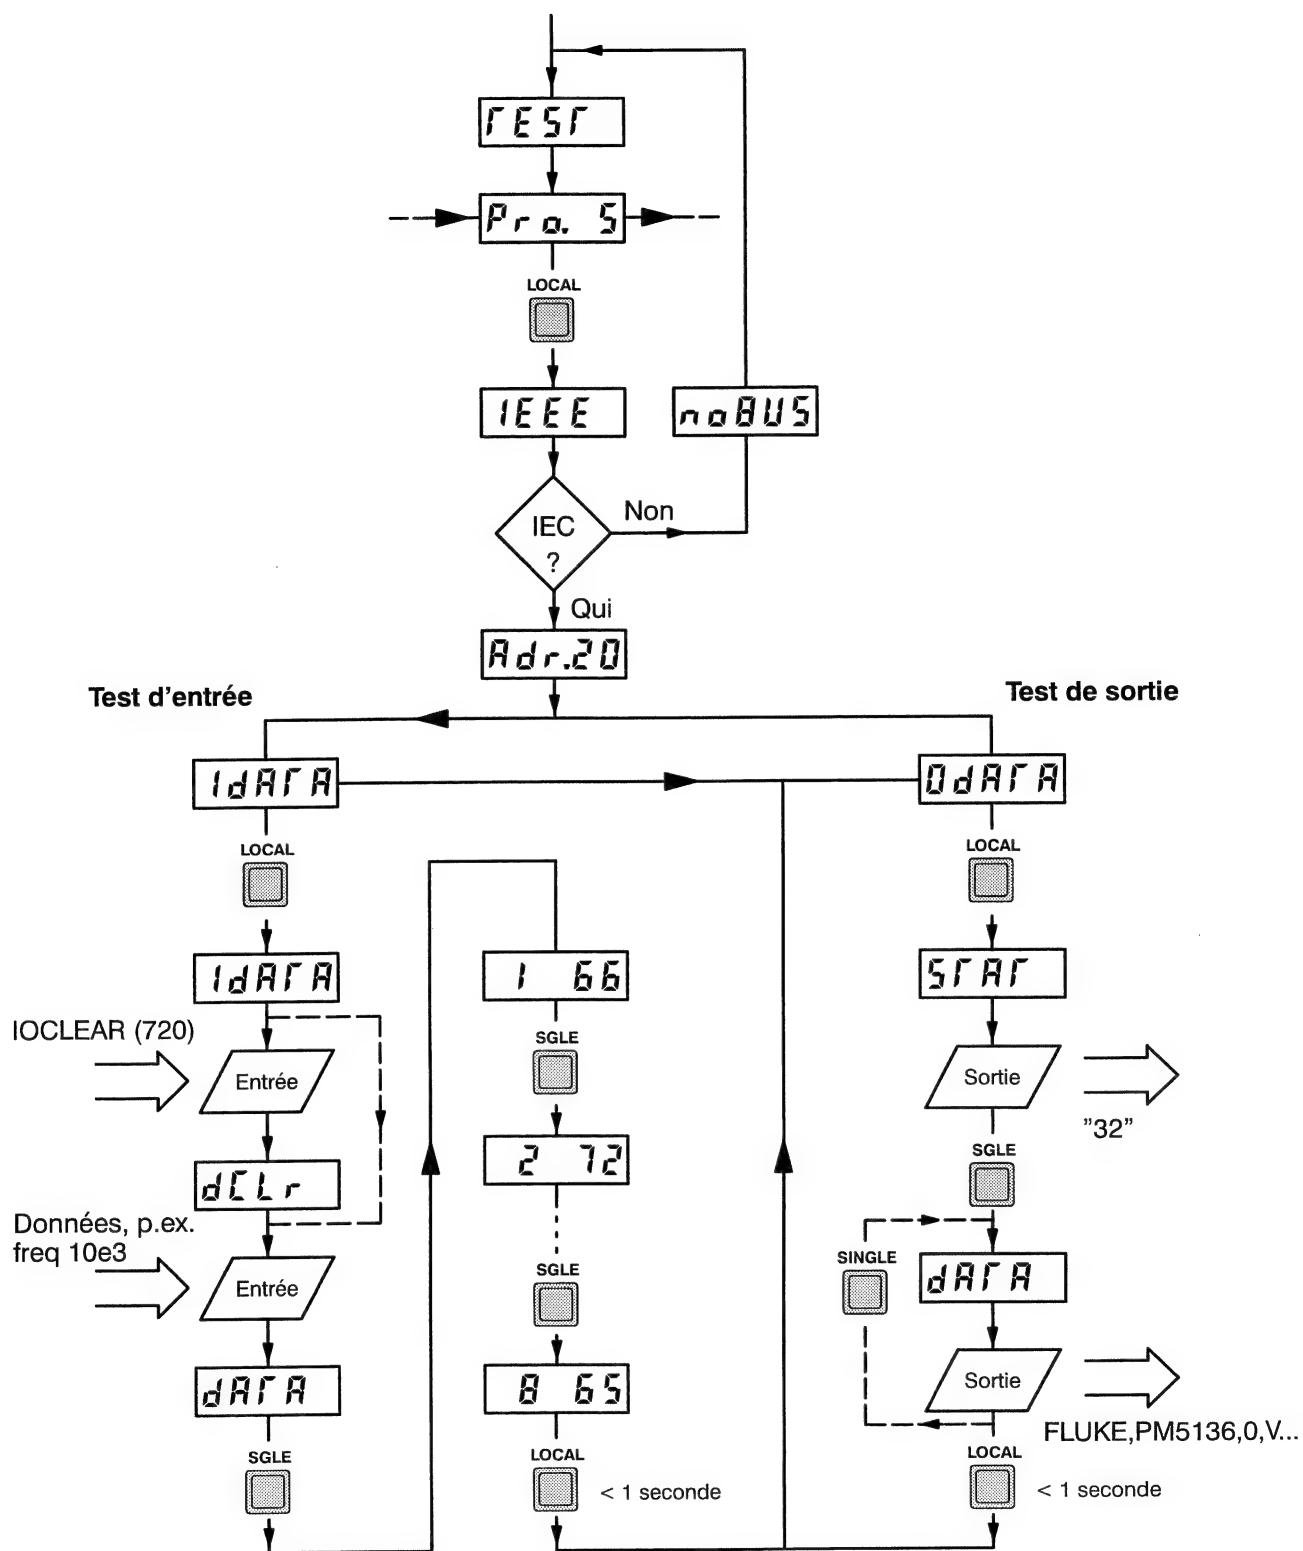 TEST
Pro. 5
LOCAL
IEEE
noBUS
IEC
?
Non
Qui
Adr.20
Test d'entrée
Test de sortie
IdATA
OdATA
LOCAL
LOCAL
IdATA
1 66
STAT
IOCLEAR (720)
Entrée
SGLE
Sortie
"32"
2 72
SGLE
dCLr
Données, p.ex.
freq 10e3
Entrée
SGLE
SINGLE
dATA
dATA
8 65
Sortie
FLUKE,PM5136,0,V...
SGLE
LOCAL
< 1 seconde
LOCAL
< 1 seconde